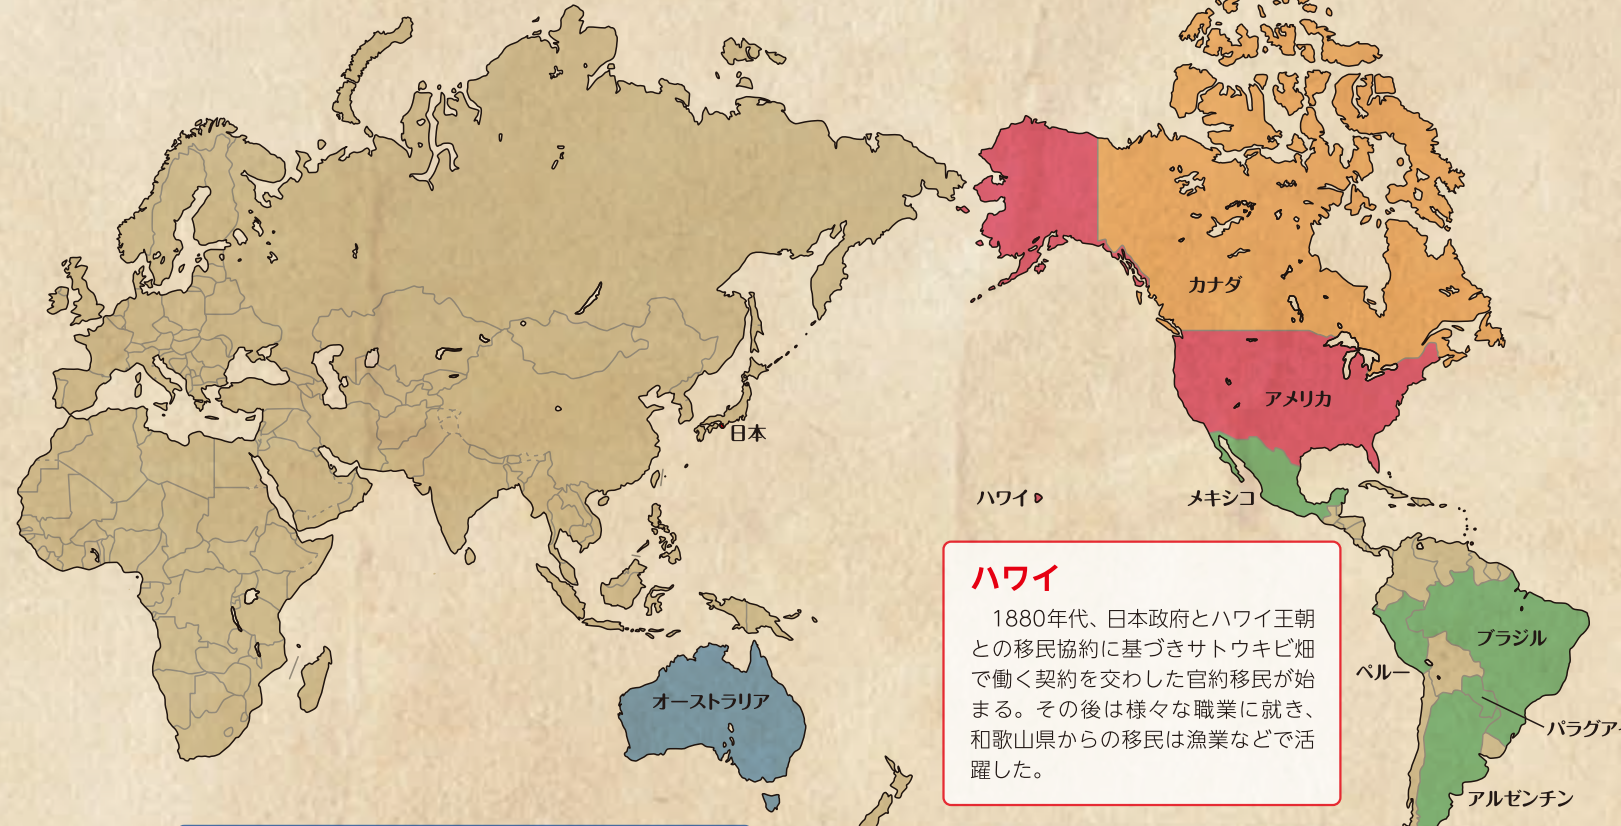 カナダ
アメリカ
日本
ハワイ
メキシコ
ハワイ
1880年代、日本政府とハワイ王朝
との移民協約に基づきサトウキビ畑
で働く契約を交わした官約移民が始
まる。その後は様々な職業に就き、
和歌山県からの移民は漁業などで活
躍した。
ブラジル
ペルー
オーストラリア
パラグア
アルゼンチン